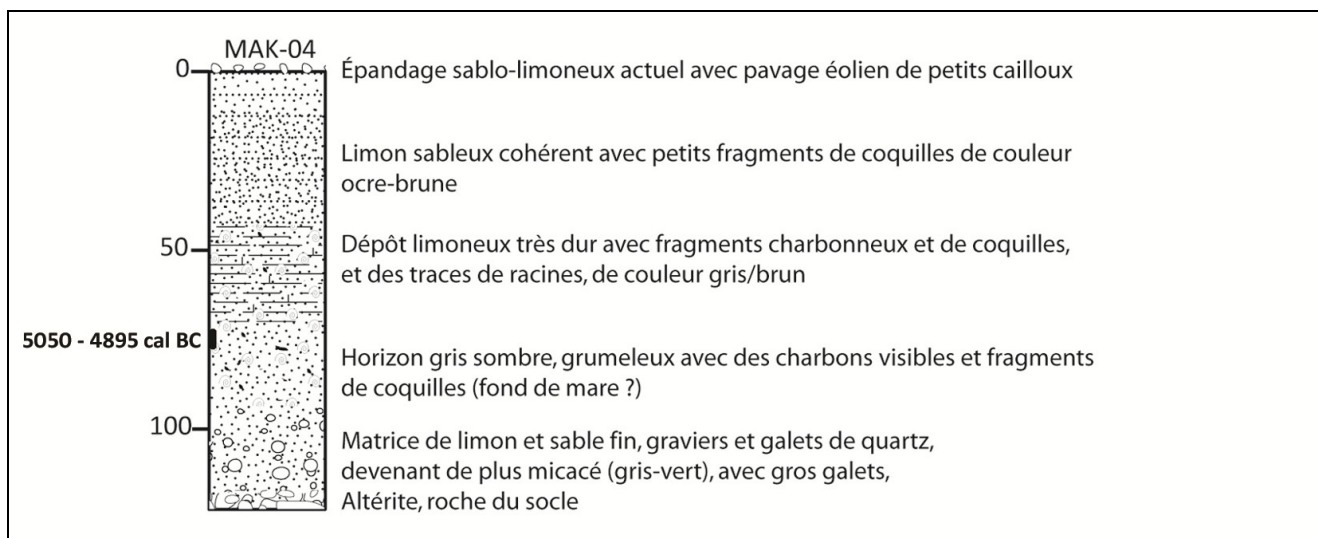 MAK-04
0
Épandage sablo-limoneux actuel avec pavage éolien de petits cailloux
Limon sableux cohérent avec petits fragments de coquilles de couleur
ocre-brune
50
Dépôt limoneux très dur avec fragments charbonneux et de coquilles,
et des traces de racines, de couleur gris/brun
5050 - 4895 cal BC
Horizon gris sombre, grumeleux avec des charbons visibles et fragments
de coquilles (fond de mare ?)
100
Matrice de limon et sable fin, graviers et galets de quartz,
devenant de plus micacé (gris-vert), avec gros galets,
Altérite, roche du socle